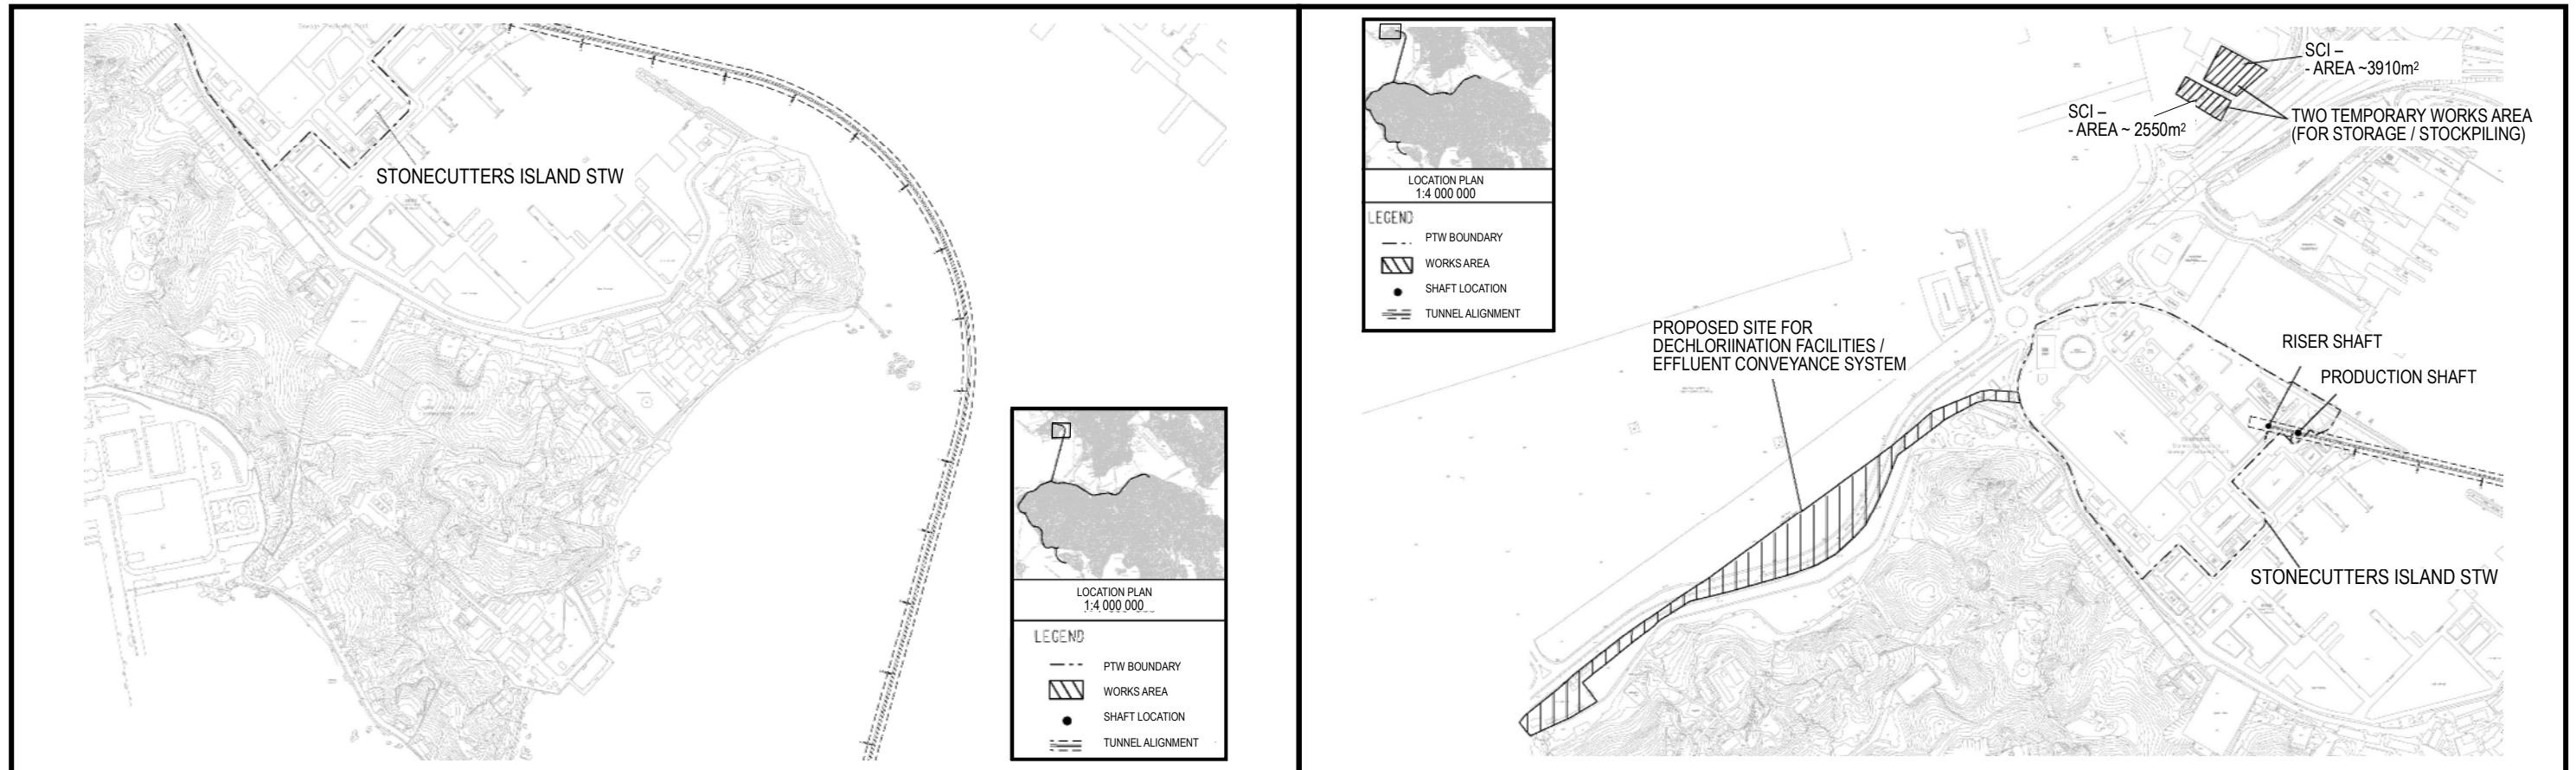 STONECUTTERS ISLAND STW
LOCATION PLAN
1:4 000 000
LEGEND
PTW BOUNDARY
WORKS AREA
SHAFT LOCATION
TUNNEL ALIGNMENT
LOCATION PLAN
1:4 000 000
LEGEND
PTW BOUNDARY
WORKS AREA
SHAFT LOCATION
TUNNEL ALIGNMENT
SCI –
- AREA ~3910m²
SCI –
- AREA ~ 2550m²
TWO TEMPORARY WORKS AREA
(FOR STORAGE / STOCKPILING)
PROPOSED SITE FOR
DECHLORIINATION FACILITIES /
EFFLUENT CONVEYANCE SYSTEM
RISER SHAFT
PRODUCTION SHAFT
STONECUTTERS ISLAND STW